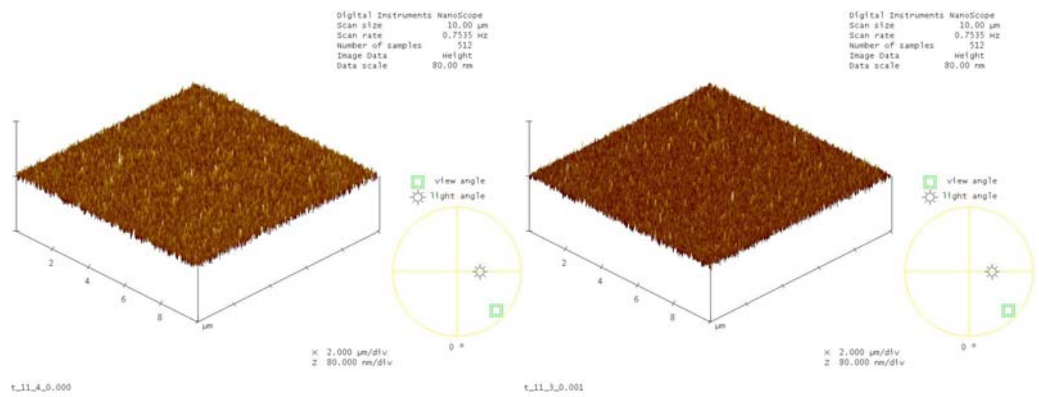 Digital Instruments NanoScope
Scan size 10.00 µm
Scan rate 0.7535 Hz
Number of samples 512
Image Data Height
Data scale 80.00 nm
view angle
light angle
2
4
6
8
µm
0 °
X 2.000 µm/div
Z 80.000 nm/div
t_11_4_0.000
Digital Instruments NanoScope
Scan size 10.00 µm
Scan rate 0.7535 Hz
Number of samples 512
Image Data Height
Data scale 80.00 nm
view angle
light angle
2
4
6
8
µm
0 °
X 2.000 µm/div
Z 80.000 nm/div
t_11_3_0.001